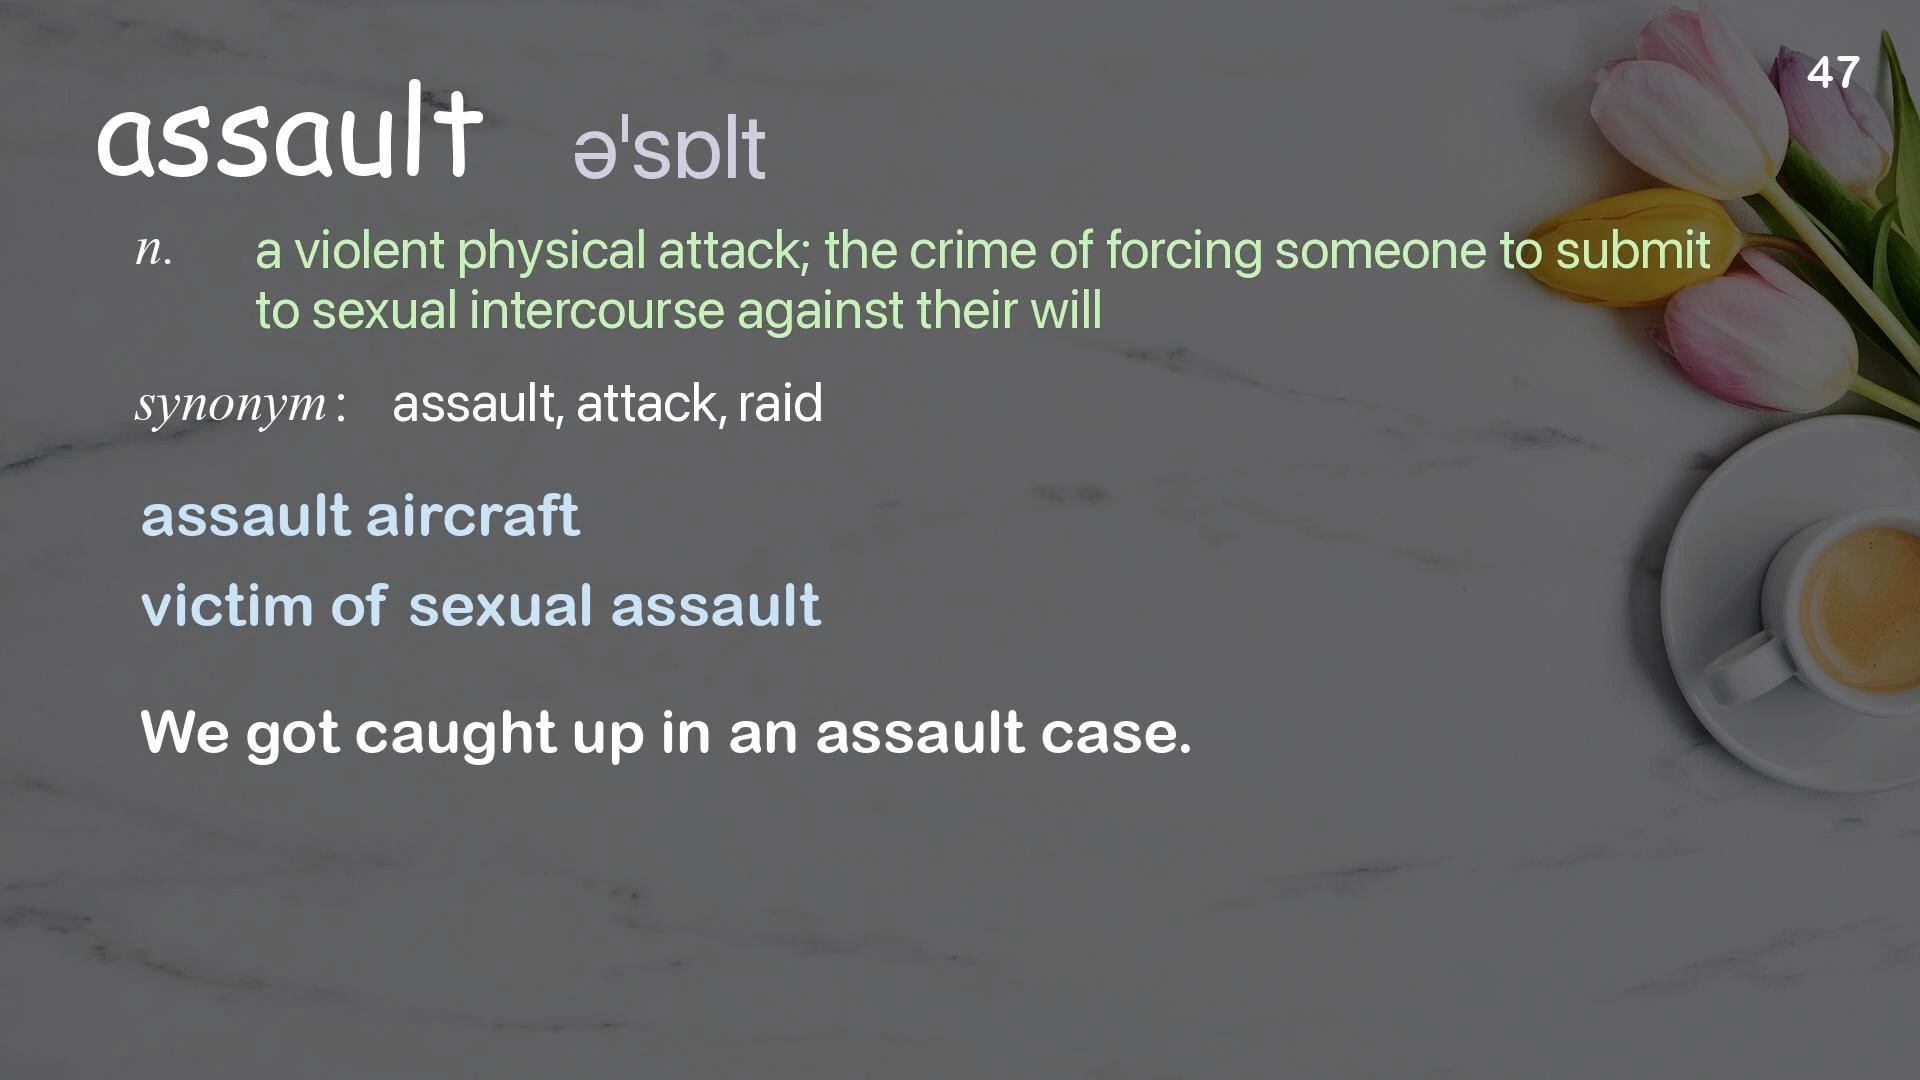 47
assault əˈsɒlt
n. a violent physical attack; the crime of forcing someone to submit
to sexual intercourse against their will
synonym: assault, attack, raid
assault aircraft
victim of sexual assault
We got caught up in an assault case.